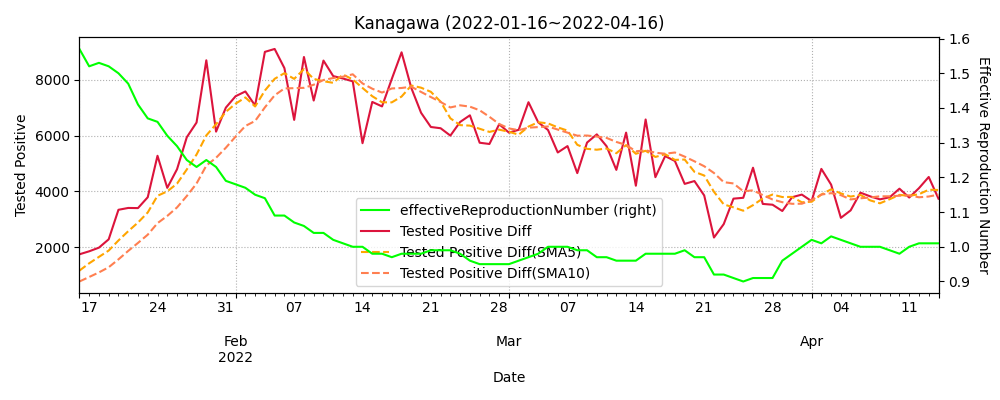 Kanagawa (2022-01-16~2022-04-16)
Tested Positive
8000
6000
4000
2000
1.6
1.5
1.4
1.3
1.2
1.1
1.0
0.9
Effective Reproduction Number
effectiveReproductionNumber (right)
Tested Positive Diff
Tested Positive Diff(SMA5)
Tested Positive Diff(SMA10)
17 24 31 07 14 21 28 07 14 21 28 04 11
Feb Mar Apr
2022
Date